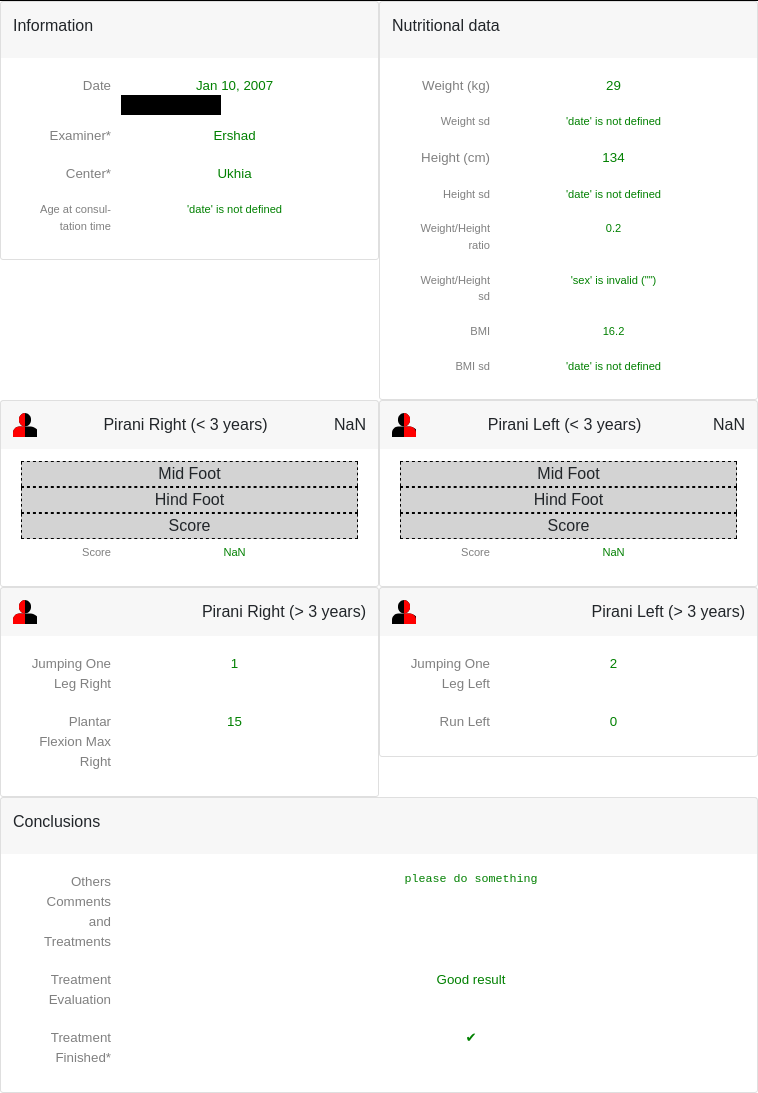 Information
Date
Jan 10, 2007
Examiner*
Ershad
Center*
Ukhia
Age at consul-
tation time
'date' is not defined
Nutritional data
Weight (kg)
29
Weight sd
'date' is not defined
Height (cm)
134
Height sd
'date' is not defined
Weight/Height
ratio
0.2
Weight/Height
sd
'sex' is invalid ("")
BMI
16.2
BMI sd
'date' is not defined
Pirani Right (< 3 years)
NaN
Mid Foot
Hind Foot
Score
Score
NaN
Pirani Left (< 3 years)
NaN
Mid Foot
Hind Foot
Score
Score
NaN
Pirani Right (> 3 years)
Jumping One
Leg Right
1
Plantar
Flexion Max
Right
15
Pirani Left (> 3 years)
Jumping One
Leg Left
2
Run Left
0
Conclusions
Others
Comments
and
Treatments
please do something
Treatment
Evaluation
Good result
Treatment
Finished*
✔